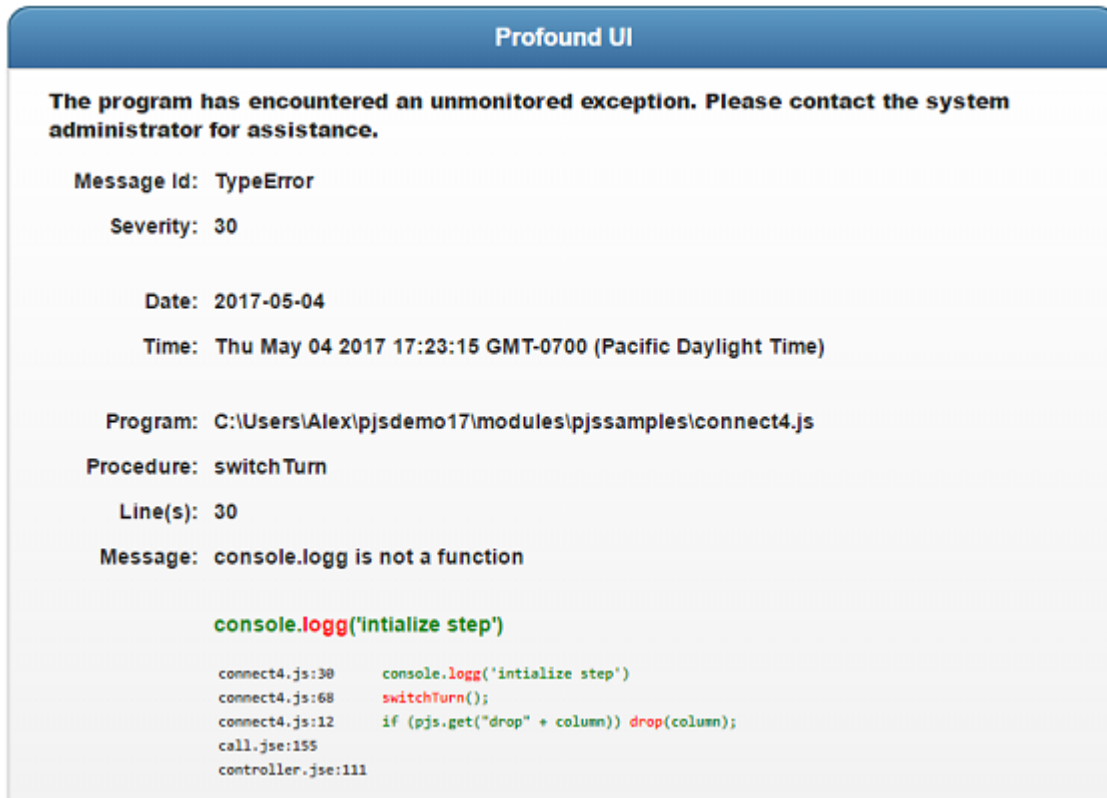 Profound UI
The program has encountered an unmonitored exception. Please contact the system
administrator for assistance.
Message Id: TypeError
Severity: 30
Date: 2017-05-04
Time: Thu May 04 2017 17:23:15 GMT-0700 (Pacific Daylight Time)
Program: C:\Users\Alex\pjsdemo17\modules\pjssamples\connect4.js
Procedure: switchTurn
Line(s): 30
Message: console.logg is not a function
console.logg('intialize step')
connect4.js:30 console.logg('intialize step')
connect4.js:68 switchTurn();
connect4.js:12 if (pjs.get("drop" + column)) drop(column);
call.jse:155
controller.jse:111